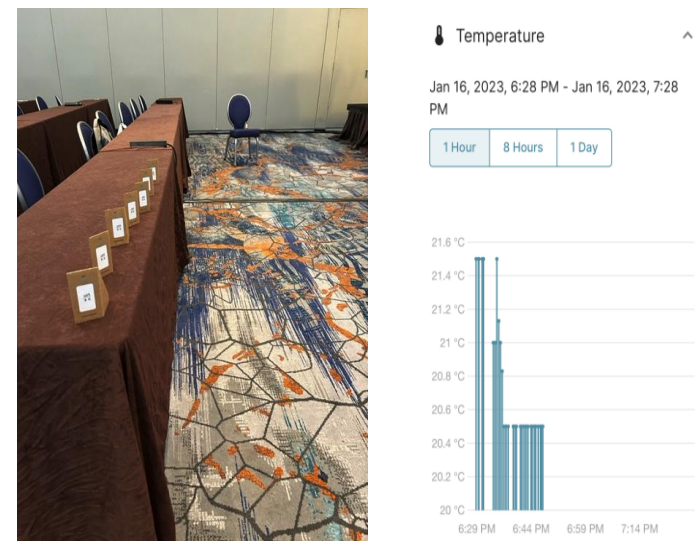 Temperature
Jan 16, 2023, 6:28 PM - Jan 16, 2023, 7:28
PM
1 Hour 8 Hours 1 Day
21.6 °C
21.4 °C
21.2 °C
21 °C
20.8 °C
20.6 °C
20.4 °C
20.2 °C
20 °C
6:29 PM 6:44 PM 6:59 PM 7:14 PM